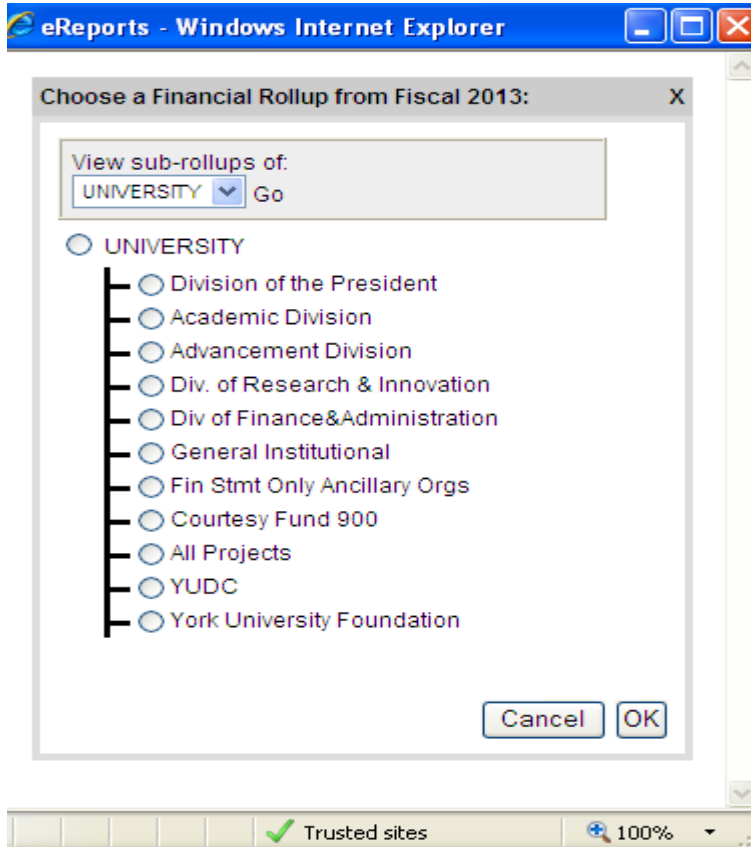 eReports - Windows Internet Explorer
Choose a Financial Rollup from Fiscal 2013: X
View sub-rollups of:
UNIVERSITY Go
UNIVERSITY
Division of the President
Academic Division
Advancement Division
Div. of Research & Innovation
Div of Finance&Administration
General Institutional
Fin Stmt Only Ancillary Orgs
Courtesy Fund 900
All Projects
YUDC
York University Foundation
Cancel OK
Trusted sites 100%